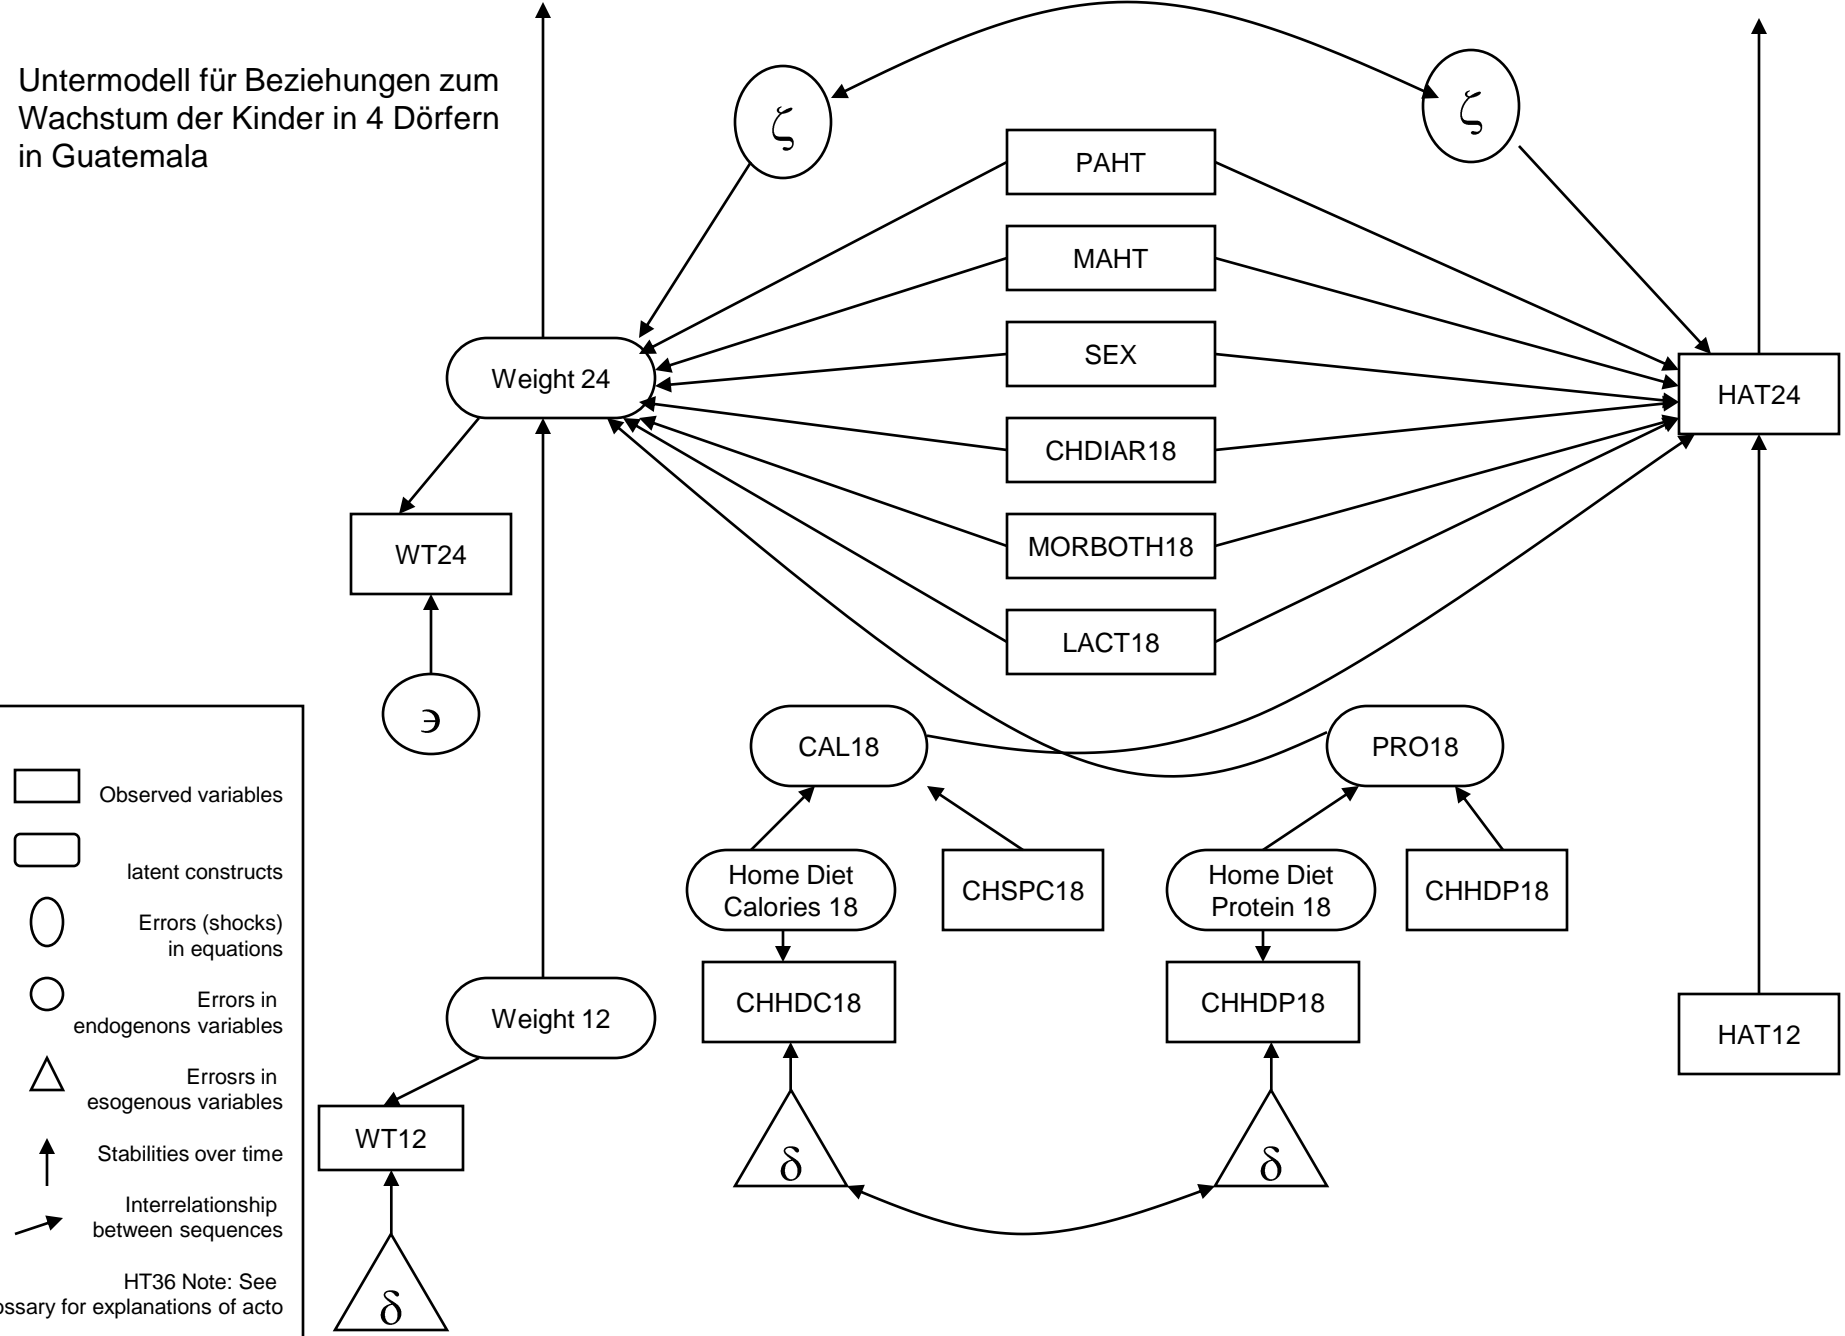 Untermodell für Beziehungen zum
Wachstum der Kinder in 4 Dörfern
in Guatemala
ζ
ζ
PAHT
MAHT
SEX
CHDIAR18
MORBOTH18
LACT18
Weight 24
HAT24
WT24
϶
CAL18
PRO18
Home Diet
Calories 18
CHSPC18
Home Diet
Protein 18
CHHDP18
CHHDC18
CHHDP18
Weight 12
HAT12
WT12
δ
δ
δ
Observed variables
latent constructs
Errors (shocks)
in equations
Errors in
endogenons variables
Errosrs in
esogenous variables
Stabilities over time
Interrelationship
between sequences
HT36 Note: See
ossary for explanations of acto